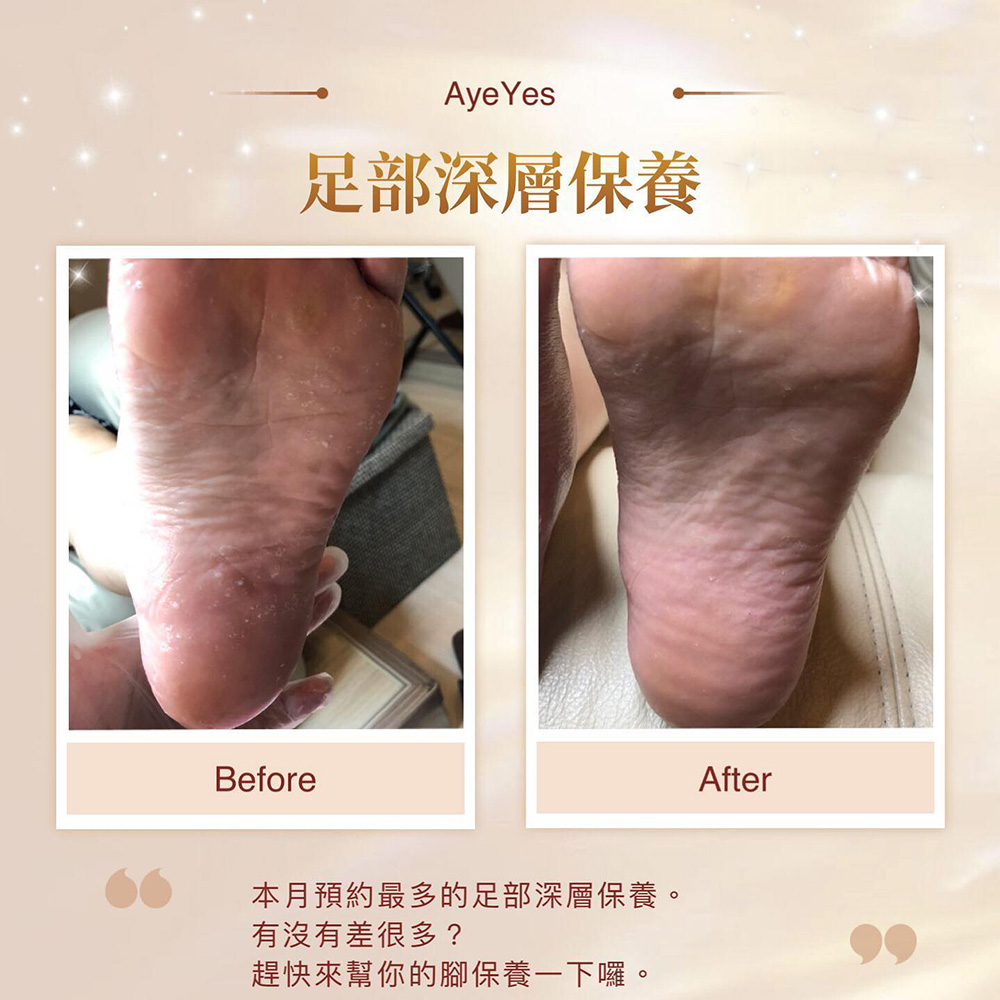 AyeYes
足部深層保養
Before
After
本月預約最多的足部深層保養。
有沒有差很多？
趕快來幫你的腳保養一下囉。